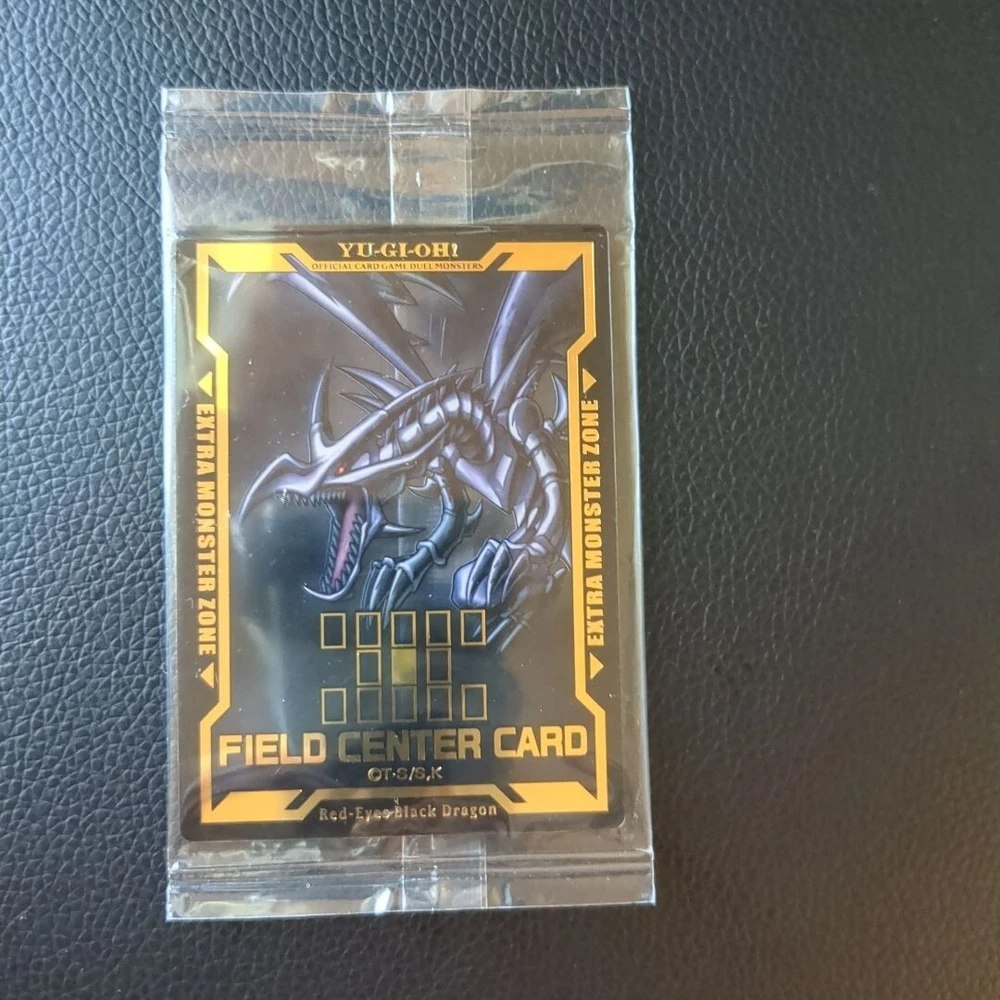 YU-GI-OH!
OFFICIAL CARD GAME DUEL MONSTERS
EXTRA MONSTER ZONE
EXTRA MONSTER ZONE
FIELD CENTER CARD
©T·S/S,K
Red-Eyes Black Dragon